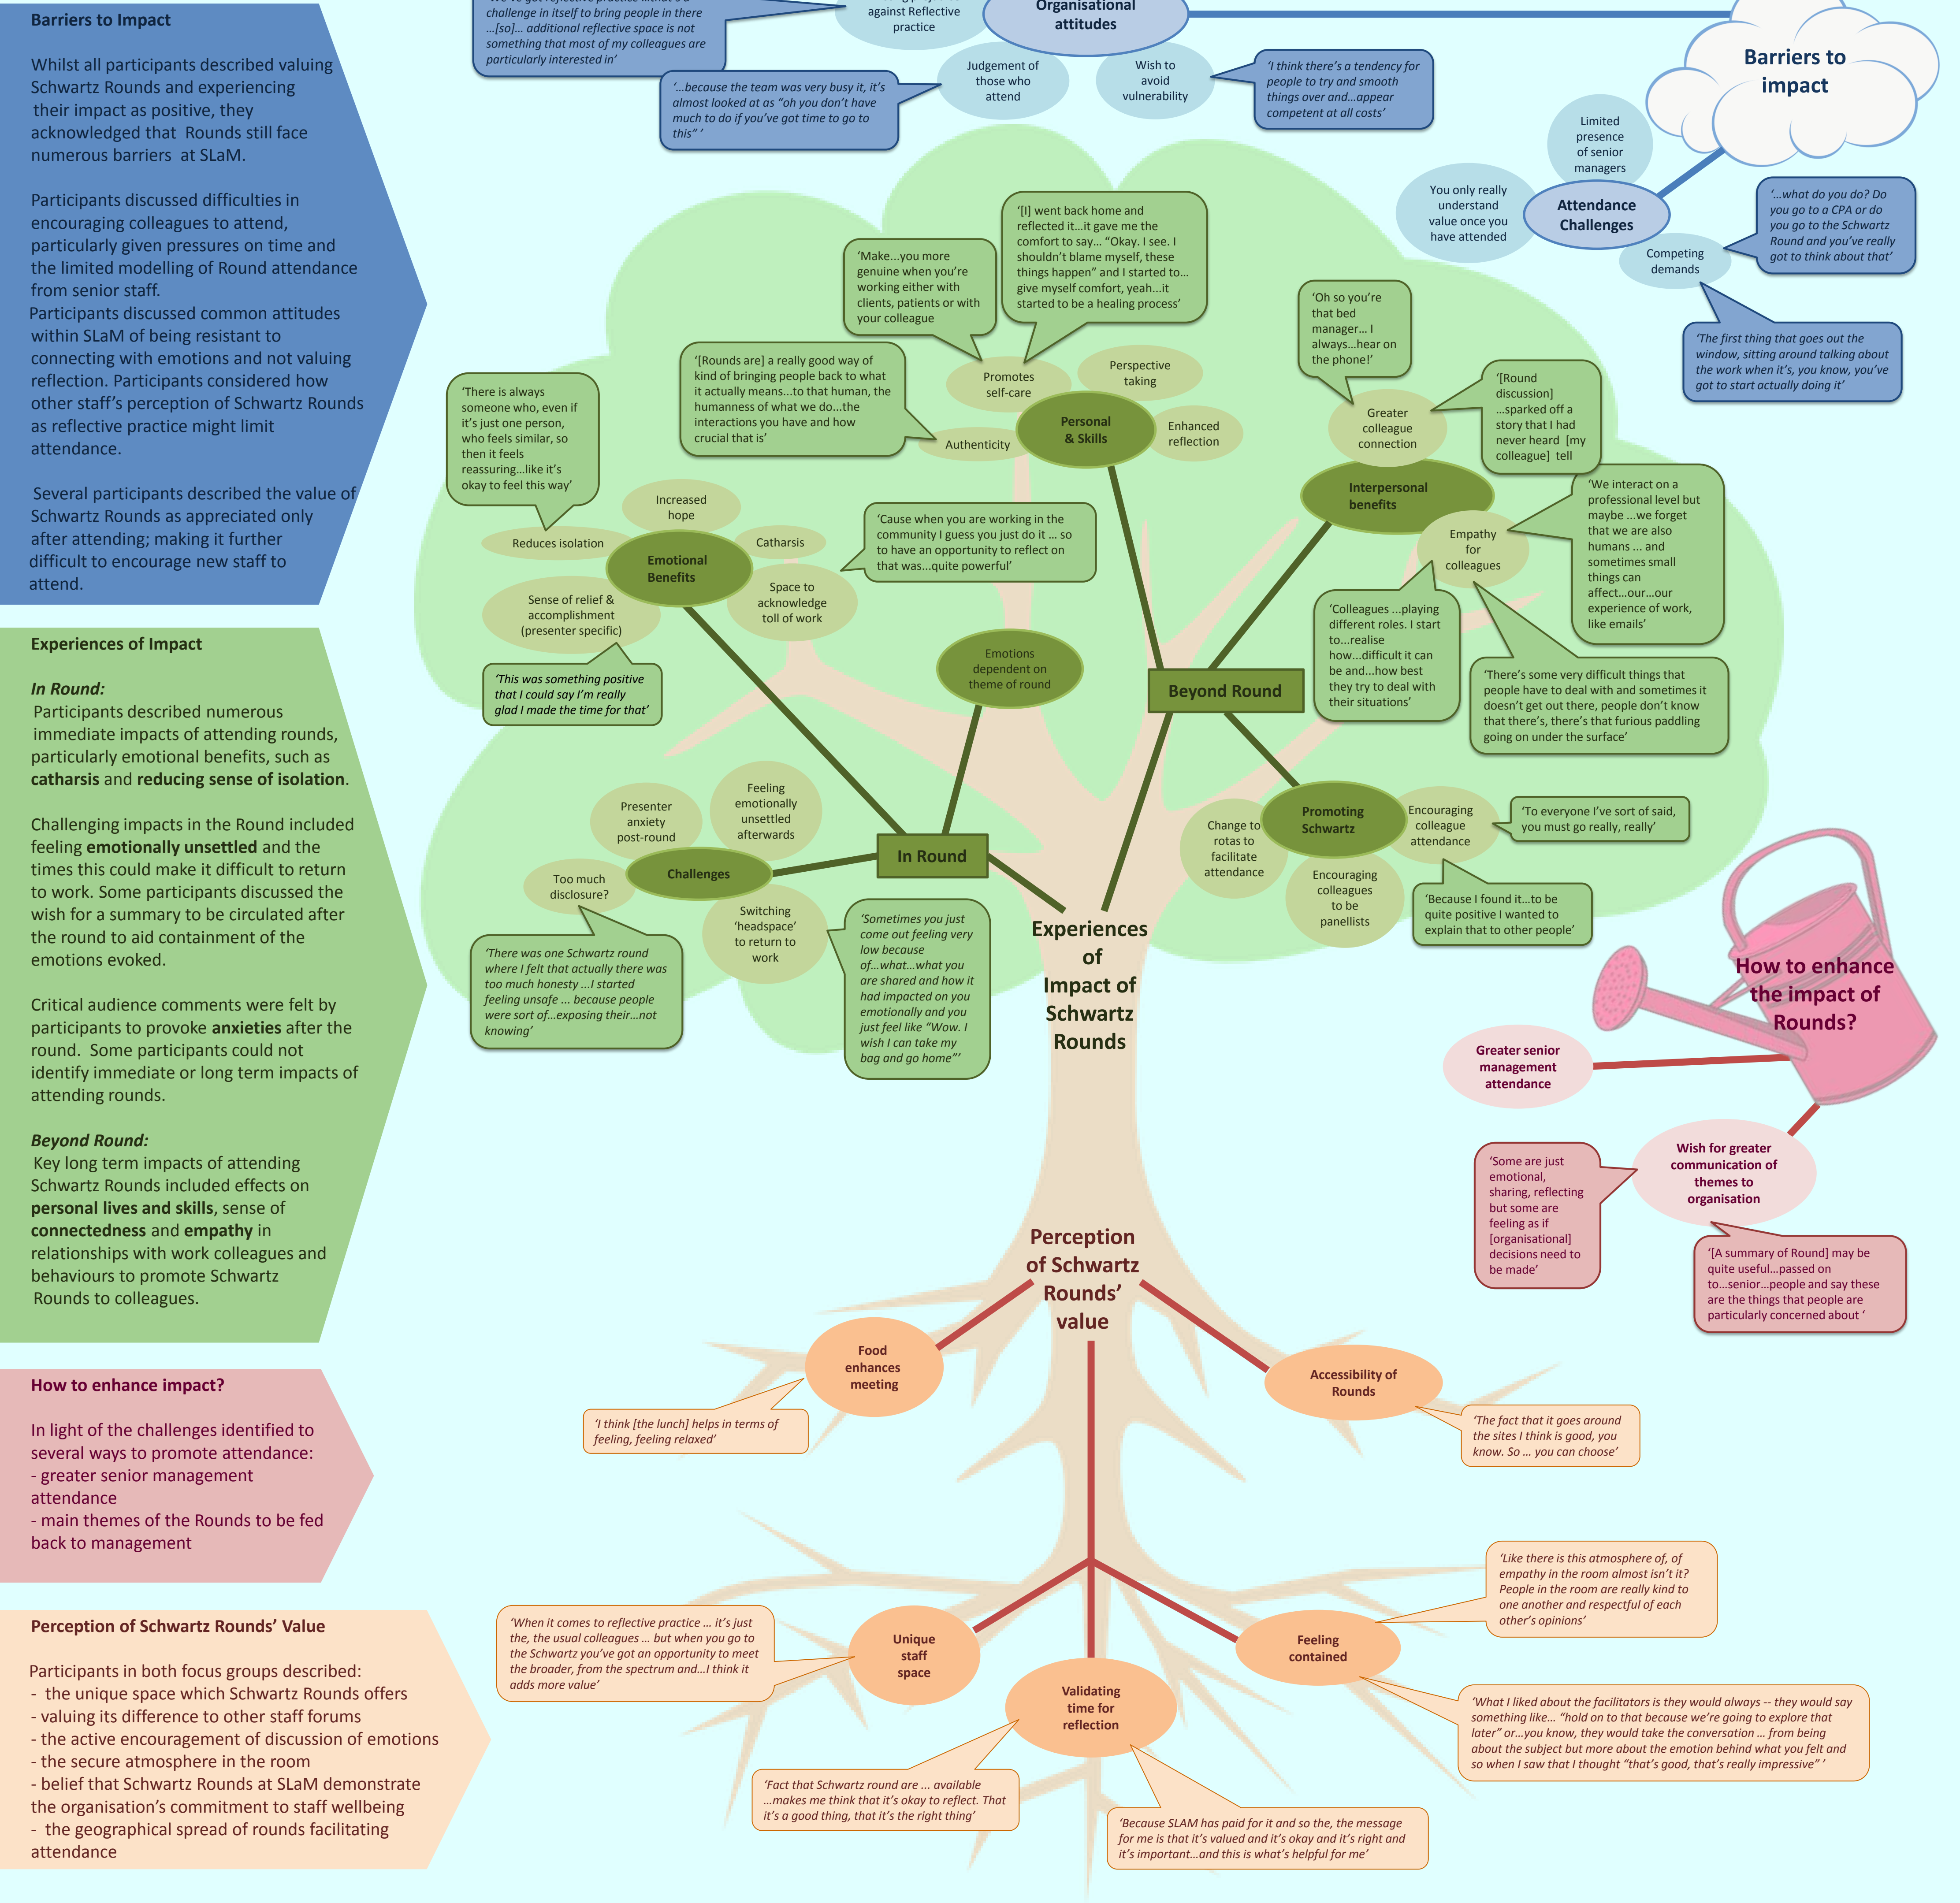 Barriers to Impact
Whilst all participants described valuing
Schwartz Rounds and experiencing
their impact as positive, they
acknowledged that Rounds still face
numerous barriers at SLaM.
Participants discussed difficulties in
encouraging colleagues to attend,
particularly given pressures on time and
the limited modelling of Round attendance
from senior staff.
Participants discussed common attitudes
within SLaM of being resistant to
connecting with emotions and not valuing
reflection. Participants considered how
other staff's perception of Schwartz Rounds
as reflective practice might limit
attendance.
Several participants described the value of
Schwartz Rounds as appreciated only
after attending; making it further
difficult to encourage new staff to
attend.
Experiences of Impact
In Round:
Participants described numerous
immediate impacts of attending rounds,
particularly emotional benefits, such as
catharsis and reducing sense of isolation.
Challenging impacts in the Round included
feeling emotionally unsettled and the
times this could make it difficult to return
to work. Some participants discussed the
wish for a summary to be circulated after
the round to aid containment of the
emotions evoked.
Critical audience comments were felt by
participants to provoke anxieties after the
round. Some participants could not
identify immediate or long term impacts of
attending rounds.
Beyond Round:
Key long term impacts of attending
Schwartz Rounds included effects on
personal lives and skills, sense of
connectedness and empathy in
relationships with work colleagues and
behaviours to promote Schwartz
Rounds to colleagues.
How to enhance impact?
In light of the challenges identified to
several ways to promote attendance:
- greater senior management
attendance
- main themes of the Rounds to be fed
back to management
Perception of Schwartz Rounds' Value
Participants in both focus groups described:
- the unique space which Schwartz Rounds offers
- valuing its difference to other staff forums
- the active encouragement of discussion of emotions
- the secure atmosphere in the room
- belief that Schwartz Rounds at SLaM demonstrate
the organisation's commitment to staff wellbeing
- the geographical spread of rounds facilitating
attendance
challenge in itself to bring people in there
...[so]... additional reflective space is not
something that most of my colleagues are
particularly interested in'
against Reflective
practice
Organisational
attitudes
'...because the team was very busy it, it's
almost looked at as "oh you don't have
much to do if you've got time to go to
this" '
Judgement of
those who
attend
Wish to
avoid
vulnerability
'I think there's a tendency for
people to try and smooth
things over and...appear
competent at all costs'
Barriers to
impact
Limited
presence
of senior
managers
You only really
understand
value once you
have attended
Attendance
Challenges
Competing
demands
'...what do you do? Do
you go to a CPA or do
you go to the Schwartz
Round and you've really
got to think about that'
'The first thing that goes out the
window, sitting around talking about
the work when it's, you know, you've
got to start actually doing it'
'[I] went back home and
reflected it...it gave me the
comfort to say... "Okay. I see. I
shouldn't blame myself, these
things happen" and I started to...
give myself comfort, yeah...it
started to be a healing process'
'Make...you more
genuine when you're
working either with
clients, patients or with
your colleague
'[Rounds are] a really good way of
kind of bringing people back to what
it actually means...to that human, the
humanness of what we do...the
interactions you have and how
crucial that is'
Promotes
self-care
Perspective
taking
Personal
& Skills
Authenticity
Enhanced
reflection
'Oh so you're
that bed
manager... I
always...hear on
the phone!'
Greater
colleague
connection
'[Round
discussion]
...sparked off a
story that I had
never heard [my
colleague] tell
Interpersonal
benefits
Empathy
for
colleagues
'We interact on a
professional level but
maybe ...we forget
that we are also
humans ... and
sometimes small
things can
affect...our...our
experience of work,
like emails'
'Colleagues ...playing
different roles. I start
to...realise
how...difficult it can
be and...how best
they try to deal with
their situations'
'There's some very difficult things that
people have to deal with and sometimes it
doesn't get out there, people don't know
that there's, there's that furious paddling
going on under the surface'
'There is always
someone who, even if
it's just one person,
who feels similar, so
then it feels
reassuring...like it's
okay to feel this way'
Increased
hope
Reduces isolation
Emotional
Benefits
Catharsis
Sense of relief &
accomplishment
(presenter specific)
Space to
acknowledge
toll of work
'Cause when you are working in the
community I guess you just do it ... so
to have an opportunity to reflect on
that was...quite powerful'
'This was something positive
that I could say I'm really
glad I made the time for that'
Emotions
dependent on
theme of round
Beyond Round
Presenter
anxiety
post-round
Feeling
emotionally
unsettled
afterwards
In Round
Challenges
Too much
disclosure?
Switching
'headspace'
to return to
work
'There was one Schwartz round
where I felt that actually there was
too much honesty ...I started
feeling unsafe ... because people
were sort of...exposing their...not
knowing'
'Sometimes you just
come out feeling very
low because
of...what...what you
are shared and how it
had impacted on you
emotionally and you
just feel like "Wow. I
wish I can take my
bag and go home"'
Change to
rotas to
facilitate
attendance
Promoting
Schwartz
Encouraging
colleague
attendance
Encouraging
colleagues
to be
panellists
'To everyone I've sort of said,
you must go really, really'
'Because I found it...to be
quite positive I wanted to
explain that to other people'
Experiences
of
Impact of
Schwartz
Rounds
How to enhance
the impact of
Rounds?
Greater senior
management
attendance
Wish for greater
communication of
themes to
organisation
'Some are just
emotional,
sharing, reflecting
but some are
feeling as if
[organisational]
decisions need to
be made'
'[A summary of Round] may be
quite useful...passed on
to...senior...people and say these
are the things that people are
particularly concerned about '
Perception
of Schwartz
Rounds'
value
Food
enhances
meeting
'I think [the lunch] helps in terms of
feeling, feeling relaxed'
Accessibility of
Rounds
'The fact that it goes around
the sites I think is good, you
know. So ... you can choose'
'When it comes to reflective practice ... it's just
the, the usual colleagues ... but when you go to
the Schwartz you've got an opportunity to meet
the broader, from the spectrum and...I think it
adds more value'
Unique
staff
space
Validating
time for
reflection
Feeling
contained
'Like there is this atmosphere of, of
empathy in the room almost isn't it?
People in the room are really kind to
one another and respectful of each
other's opinions'
'What I liked about the facilitators is they would always -- they would say
something like... "hold on to that because we're going to explore that
later" or...you know, they would take the conversation ... from being
about the subject but more about the emotion behind what you felt and
so when I saw that I thought "that's good, that's really impressive" '
'Fact that Schwartz round are ... available
...makes me think that it's okay to reflect. That
it's a good thing, that it's the right thing'
'Because SLAM has paid for it and so the, the message
for me is that it's valued and it's okay and it's right and
it's important...and this is what's helpful for me'